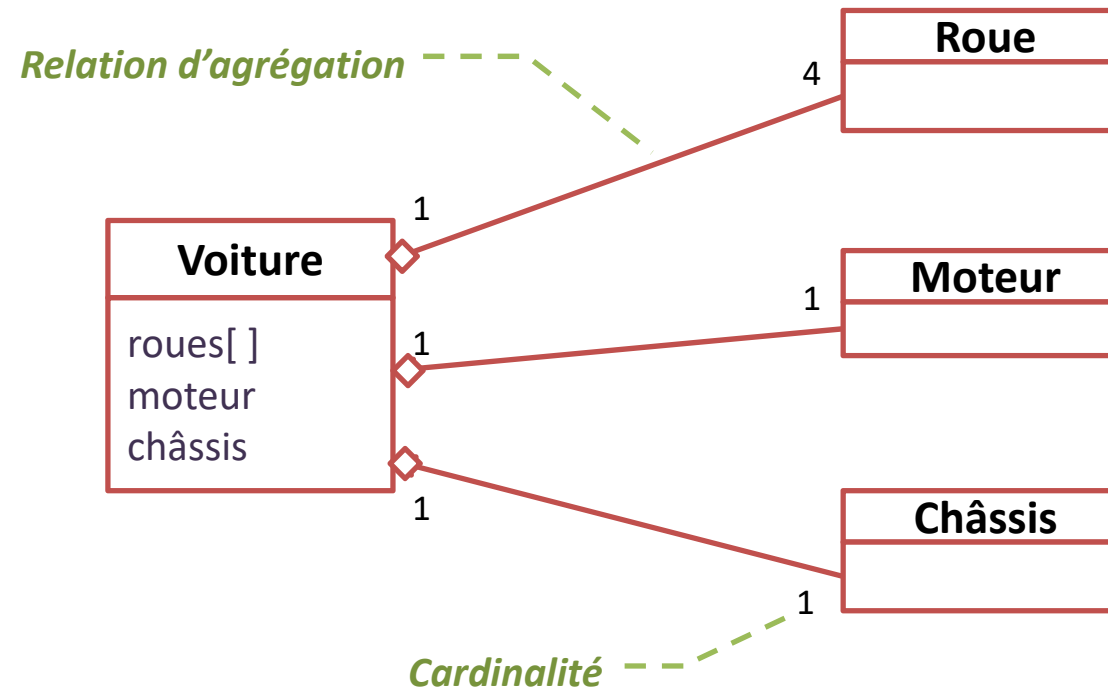 Roue
Relation d’agrégation
4
1
Voiture
Moteur
1
1
roues[ ]
moteur
châssis
1
Châssis
1
Cardinalité